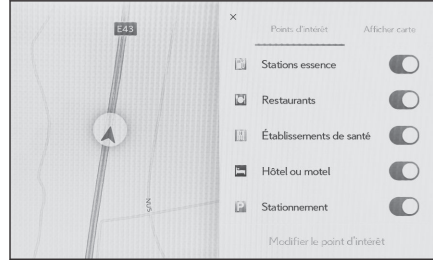 E43
×
Points d'intérêt
Afficher carte
Stations essence
Restaurants
Établissements de santé
Hôtel ou motel
P Stationnement
Modifier le point d'intérêt